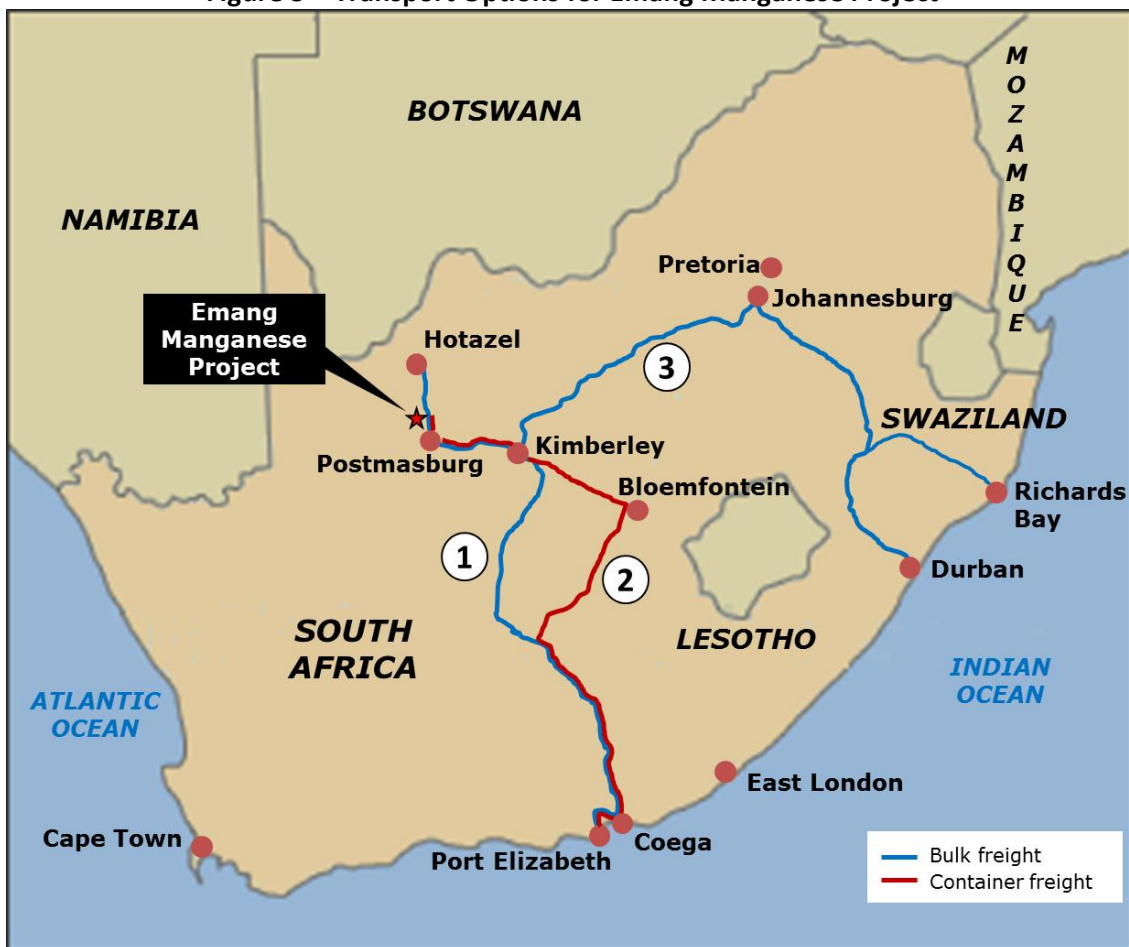 BOTSWANA
MOZAMBIQUE
NAMIBIA
Pretoria
Johannesburg
Emang
Manganese
Project
Hotazel
3
SWAZILAND
Postmasburg
Kimberley
Bloemfontein
Richards
Bay
1
2
Durban
SOUTH
AFRICA
LESOTHO
ATLANTIC
OCEAN
INDIAN
OCEAN
East London
Cape Town
Port Elizabeth
Coega
Bulk freight
Container freight